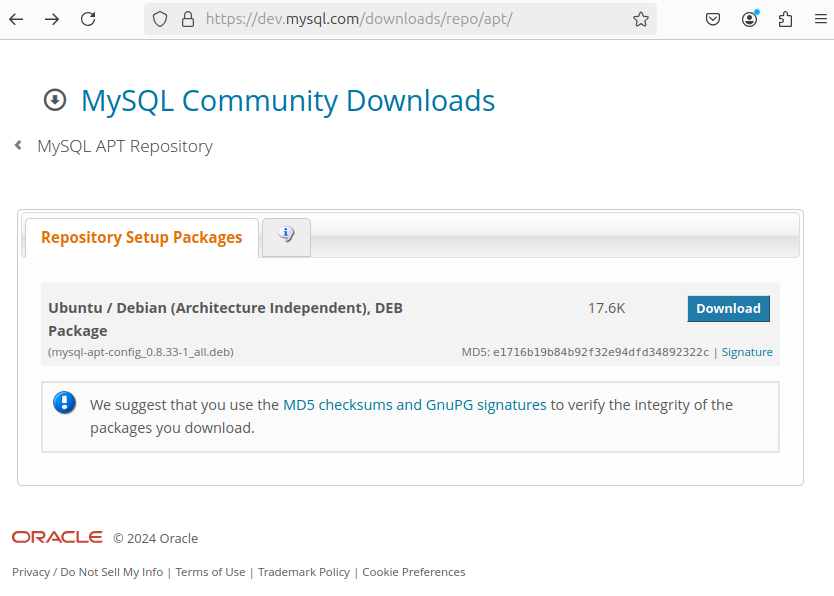 https://dev.mysql.com/downloads/repo/apt/
MySQL Community Downloads
MySQL APT Repository
Repository Setup Packages
Ubuntu / Debian (Architecture Independent), DEB
Package
17.6K
Download
(mysql-apt-config_0.8.33-1_all.deb)
MD5: e1716b19b84b92f32e94dfd34892322c | Signature
We suggest that you use the MD5 checksums and GnuPG signatures to verify the integrity of the
packages you download.
ORACLE © 2024 Oracle
Privacy / Do Not Sell My Info | Terms of Use | Trademark Policy | Cookie Preferences